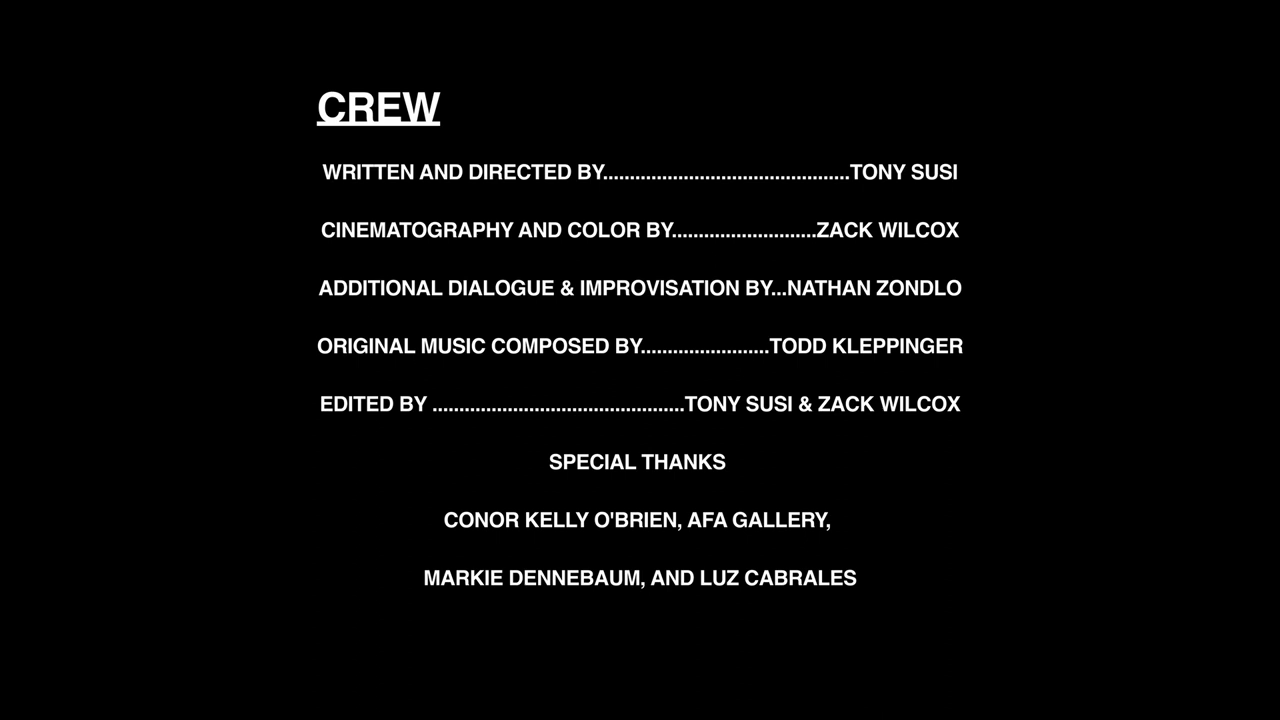 CREW
WRITTEN AND DIRECTED BY..............................................TONY SUSI
CINEMATOGRAPHY AND COLOR BY...........................ZACK WILCOX
ADDITIONAL DIALOGUE & IMPROVISATION BY...NATHAN ZONDLO
ORIGINAL MUSIC COMPOSED BY........................TODD KLEPPINGER
EDITED BY ...............................................TONY SUSI & ZACK WILCOX
SPECIAL THANKS
CONOR KELLY O'BRIEN, AFA GALLERY,
MARKIE DENNEBAUM, AND LUZ CABRALES